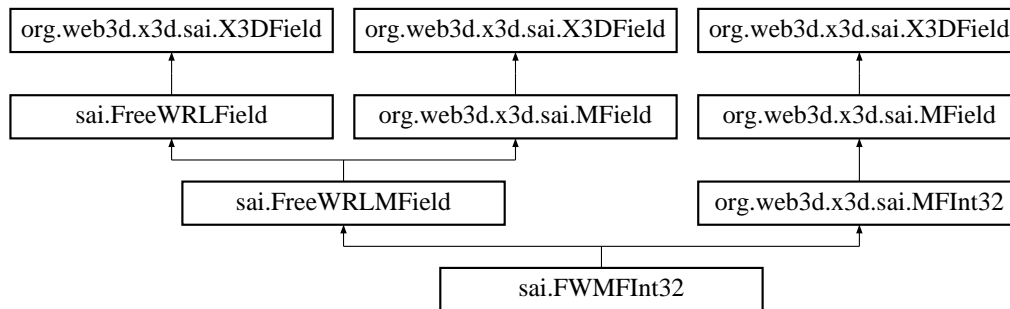 org.web3d.x3d.sai.X3DField org.web3d.x3d.sai.X3DField org.web3d.x3d.sai.X3DField
sai.FreeWRLField org.web3d.x3d.sai.MField org.web3d.x3d.sai.MField
sai.FreeWRLMField org.web3d.x3d.sai.MFInt32
sai.FWMFInt32